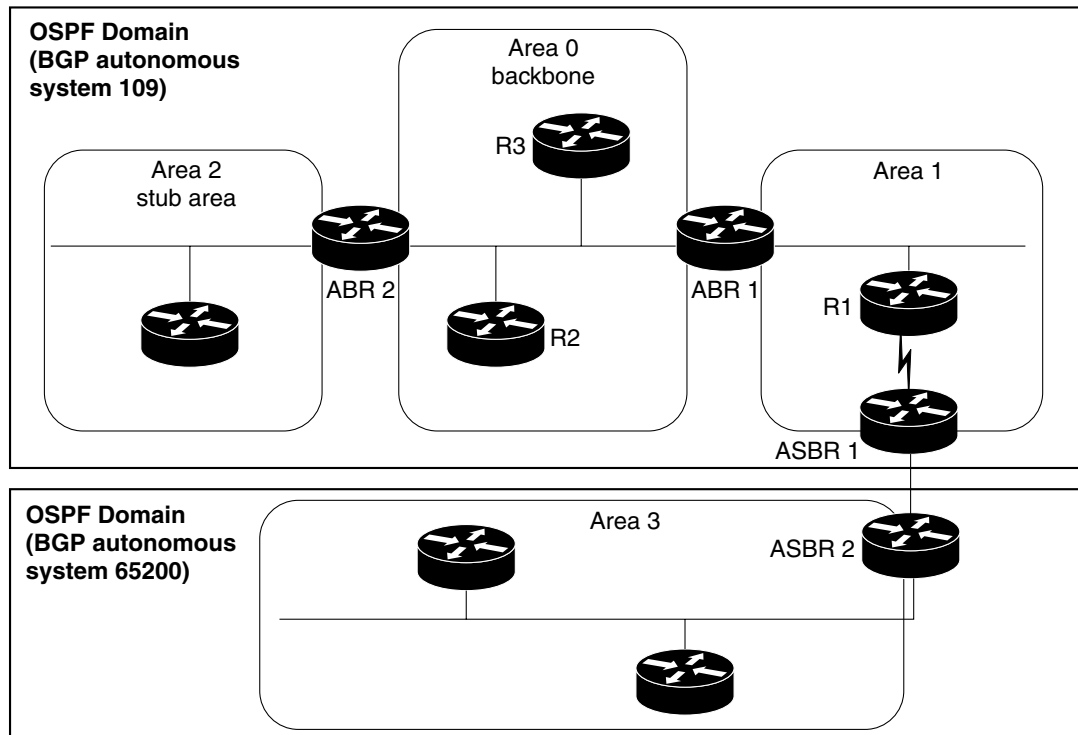 OSPF Domain
(BGP autonomous
system 109)
Area 0
backbone
R3
Area 2
stub area
Area 1
ABR 2
ABR 1
R1
R2
ASBR 1
OSPF Domain
(BGP autonomous
system 65200)
Area 3
ASBR 2